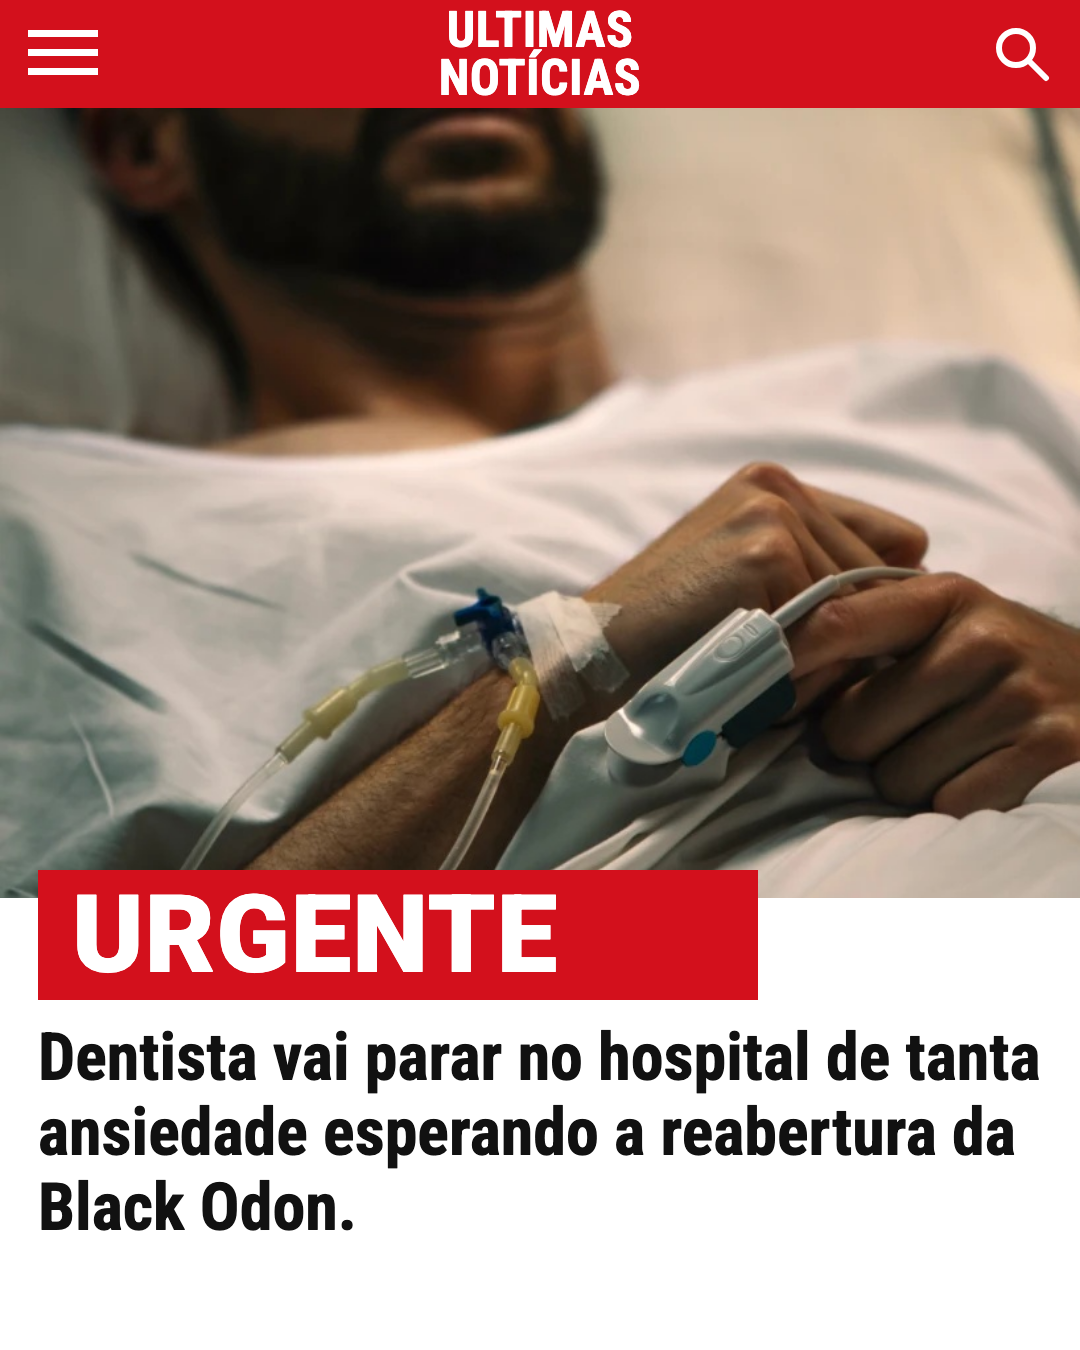 ULTIMAS
NOTÍCIAS
URGENTE
Dentista vai parar no hospital de tanta
ansiedade esperando a reabertura da
Black Odon.